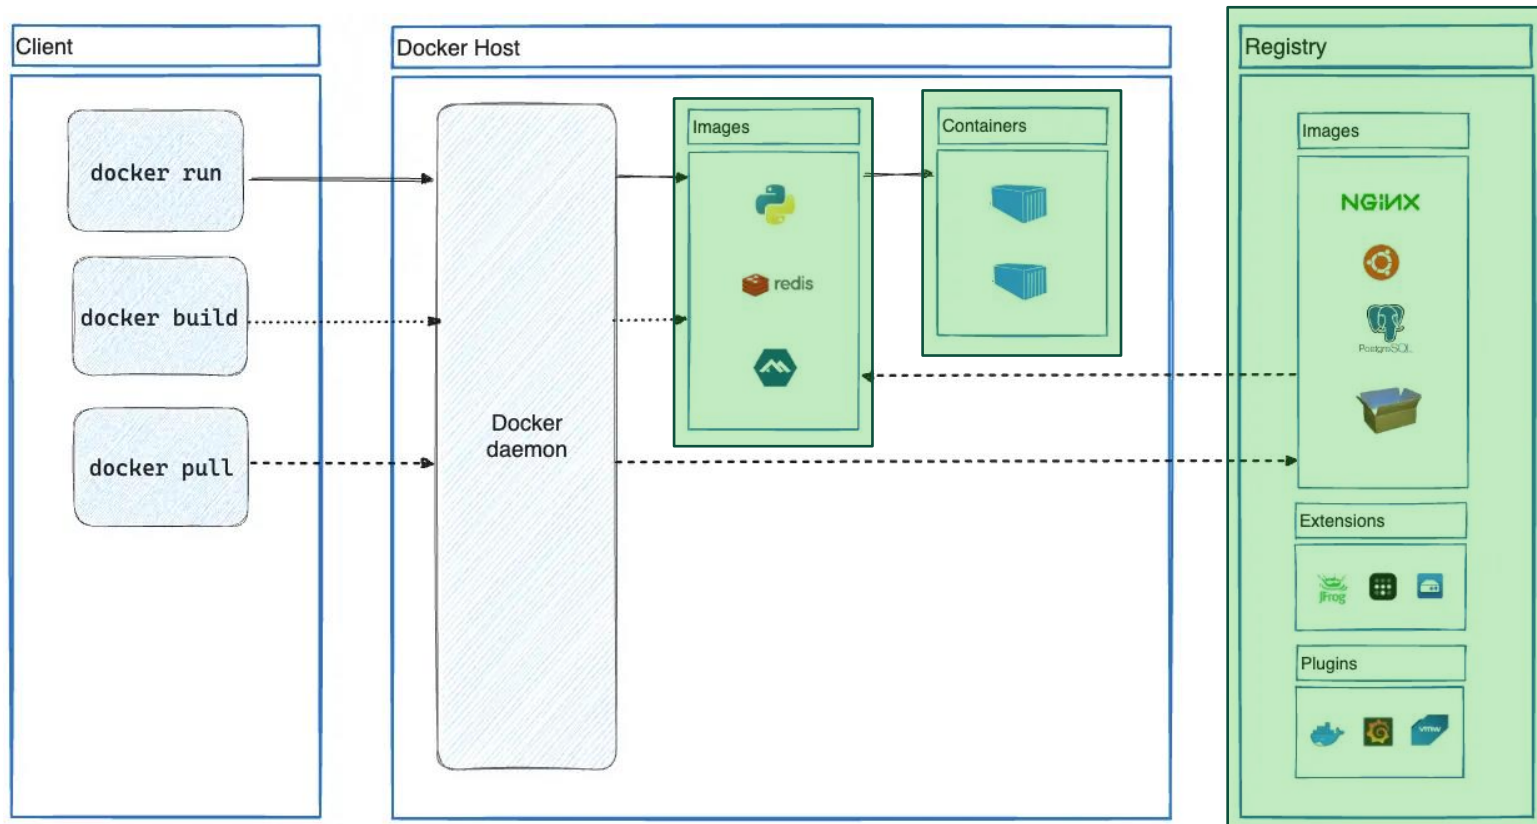 Client
docker run
docker build
docker pull
Docker Host
Docker
daemon
Images
redis
Containers
Registry
Images
NGINX
PostgreSQL
Extensions
JFrog
Plugins
vmw